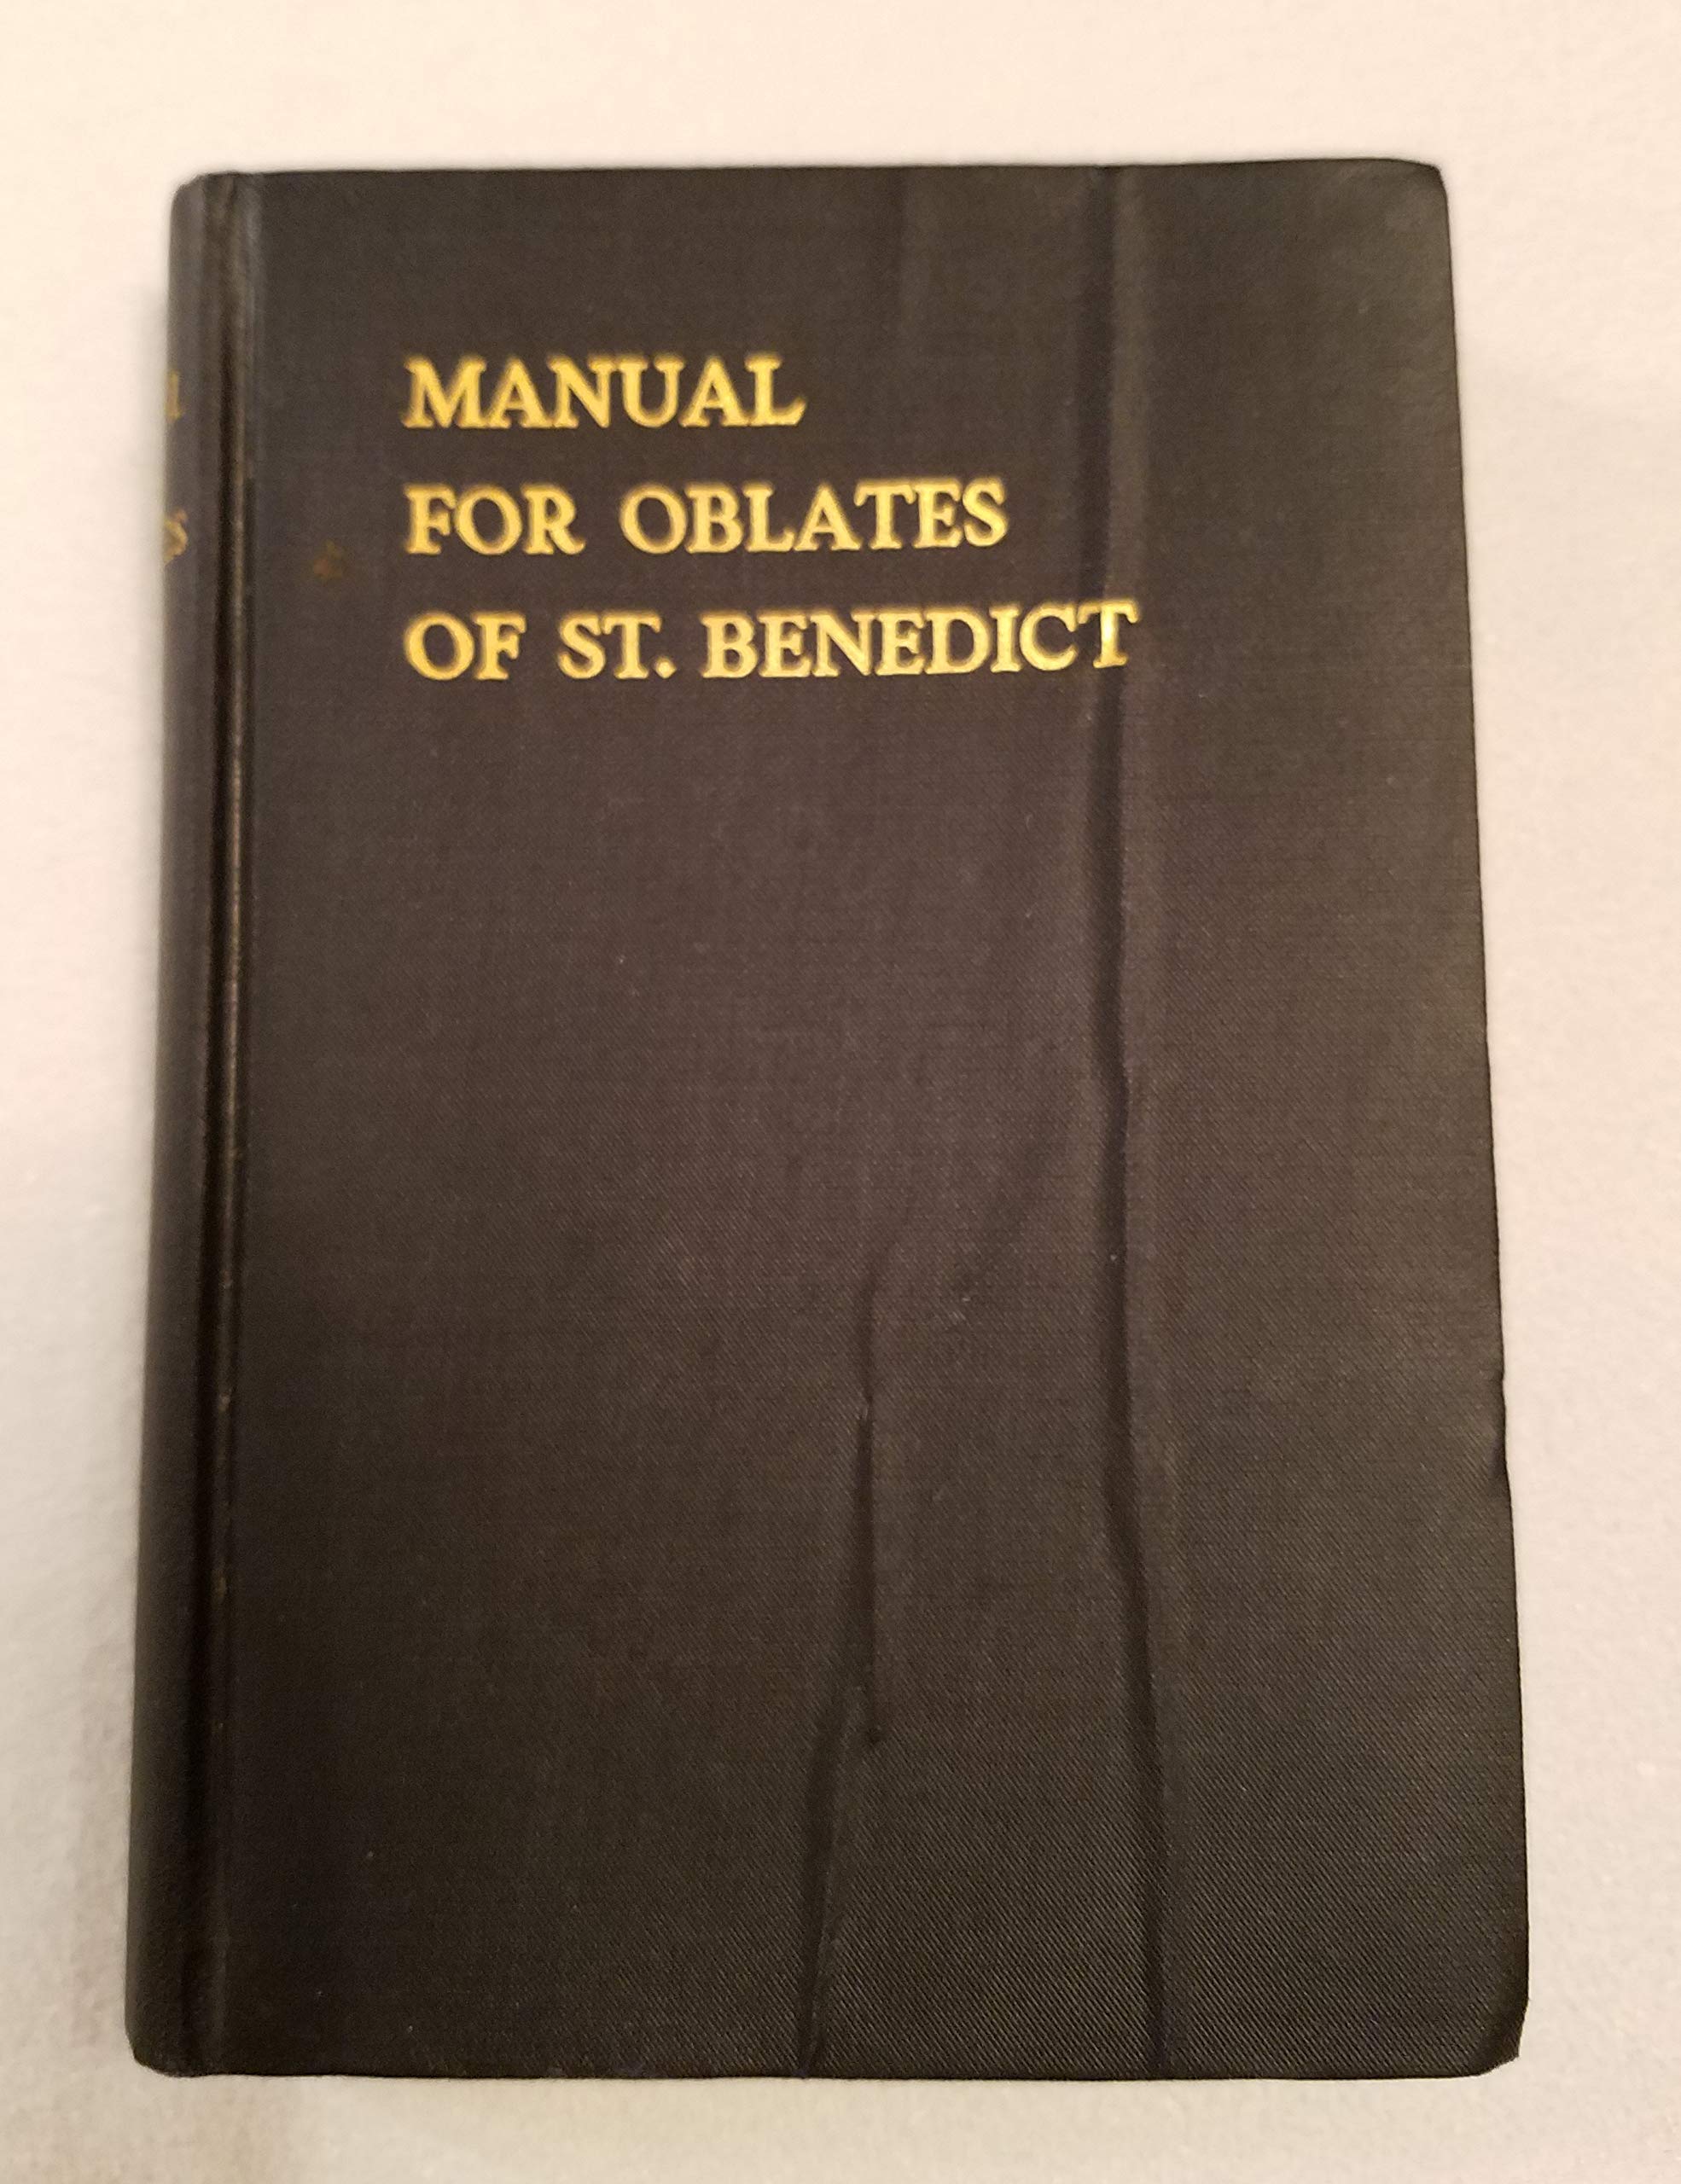 MANUAL
FOR OBLATES
OF ST. BENEDICT